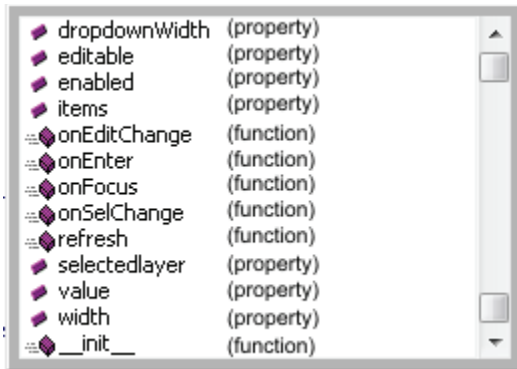 dropdownWidth (property)
editable (property)
enabled (property)
items (property)
onEditChange (function)
onEnter (function)
onFocus (function)
onSelChange (function)
refresh (function)
selectedlayer (property)
value (property)
width (property)
__init__ (function)